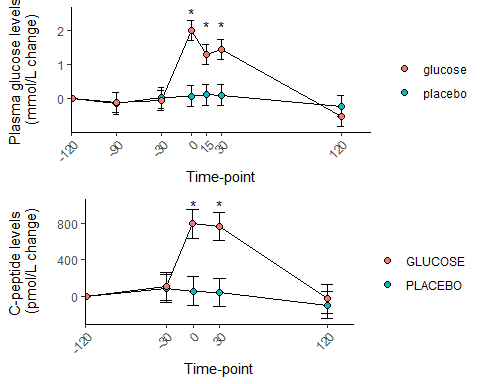 Plasma glucose levels
(mmol/L change)
2
1
0
* * *
-120 -90 -30 0 15 30 120
Time-point
glucose
placebo
C-peptide levels
(pmol/L change)
800
400
0
* *
-120 -30 0 30 120
Time-point
GLUCOSE
PLACEBO